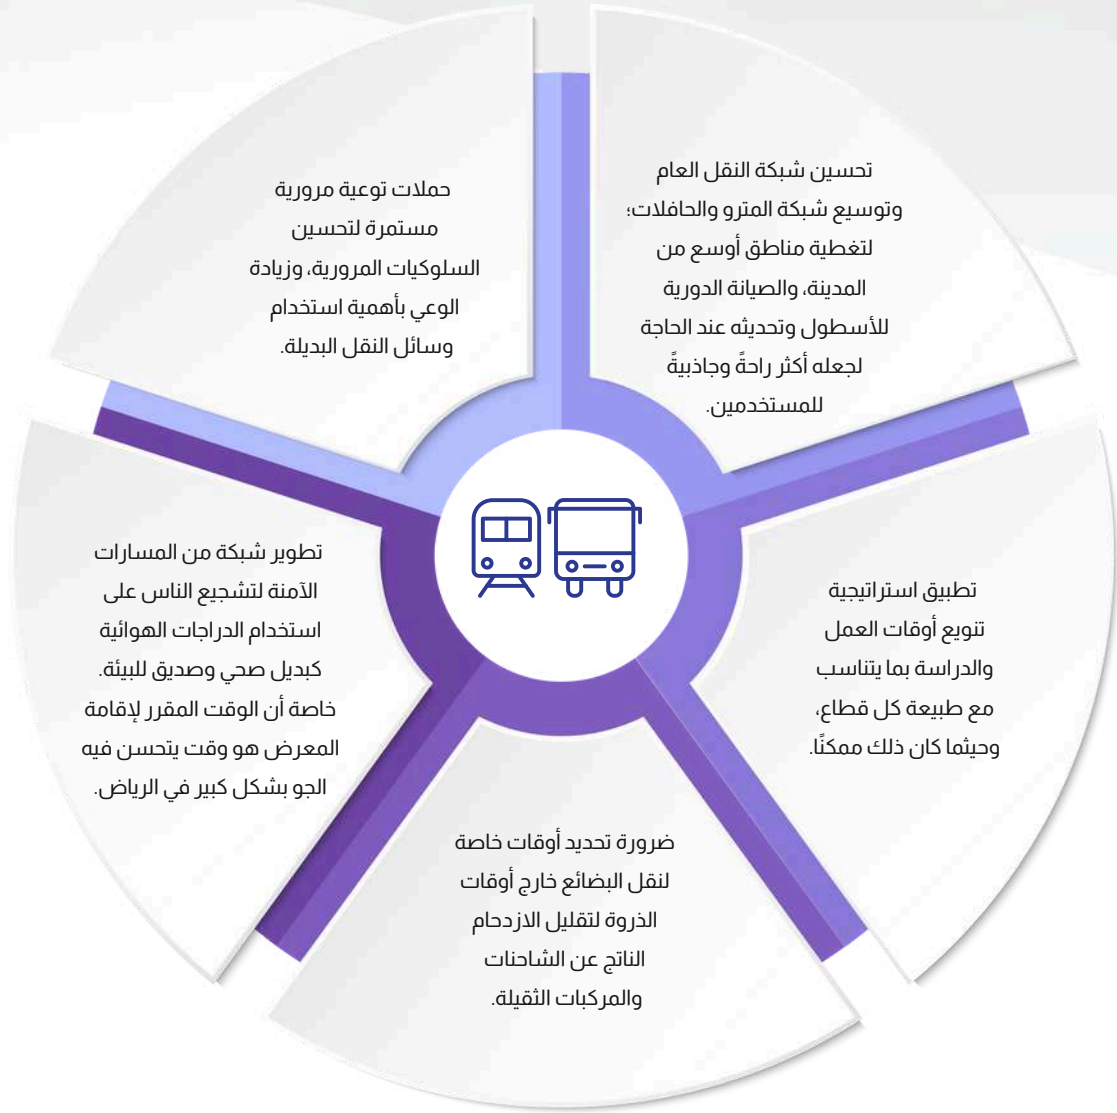 تحسين شبكة النقل العام
وتوسيع شبكة المترو والحافلات؛
لتغطية مناطق أوسع من
المدينة، والصيانة الدورية
للأسطول وتحديثه عند الحاجة
لجعله أكثر راحةً وجاذبيةً
للمستخدمين.
تطبيق استراتيجية
تنويع أوقات العمل
والدراسة بما يتناسب
مع طبيعة كل قطاع،
وحيثما كان ذلك ممكنًا.
ضرورة تحديد أوقات خاصة
لنقل البضائع خارج أوقات
الذروة لتقليل الازدحام
الناتج عن الشاحنات
والمركبات الثقيلة.
تطوير شبكة من المسارات
الآمنة لتشجيع الناس على
استخدام الدراجات الهوائية
كبديل صحي وصديق للبيئة.
خاصة أن الوقت المقرر لإقامة
المعرض هو وقت يتحسن فيه
الجو بشكل كبير في الرياض.
حملات توعية مرورية
مستمرة لتحسين
السلوكيات المرورية، وزيادة
الوعي بأهمية استخدام
وسائل النقل البديلة.